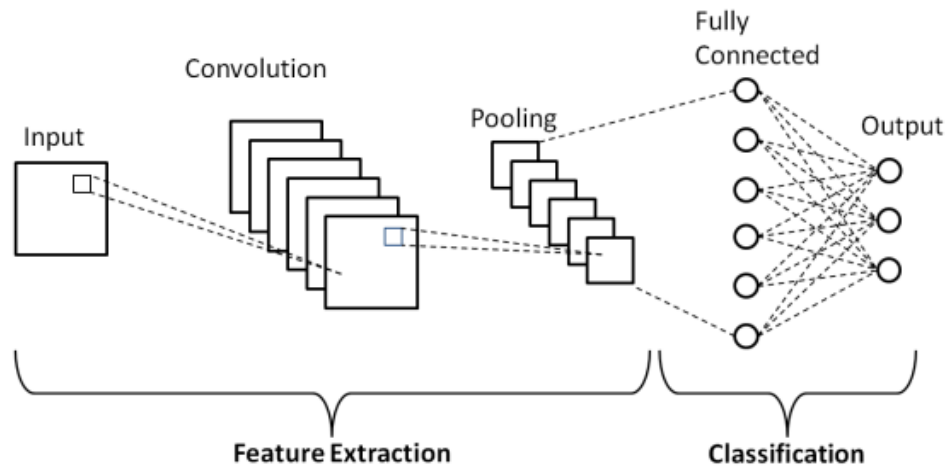 Input
Convolution
Pooling
Fully
Connected
Output
Feature Extraction
Classification